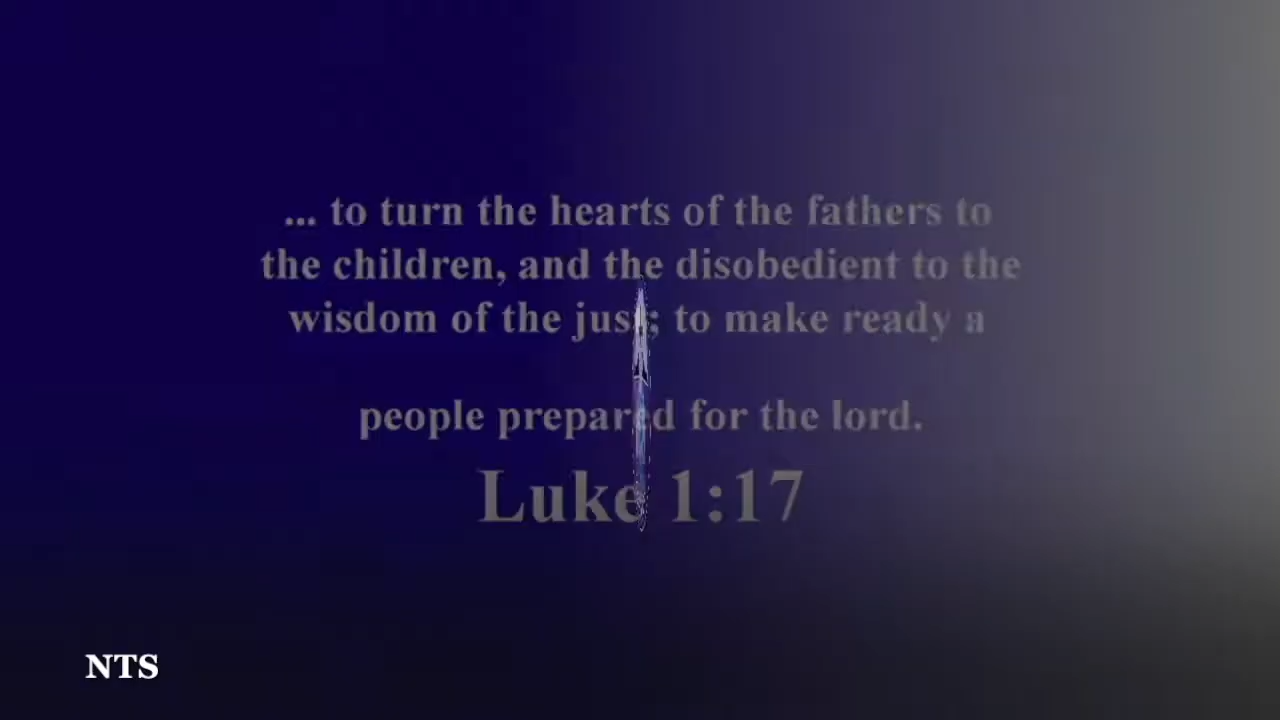 ... to turn the hearts of the fathers to
the children, and the disobedient to the
wisdom of the just; to make ready a
people prepared for the lord.
Luke 1:17
NTS